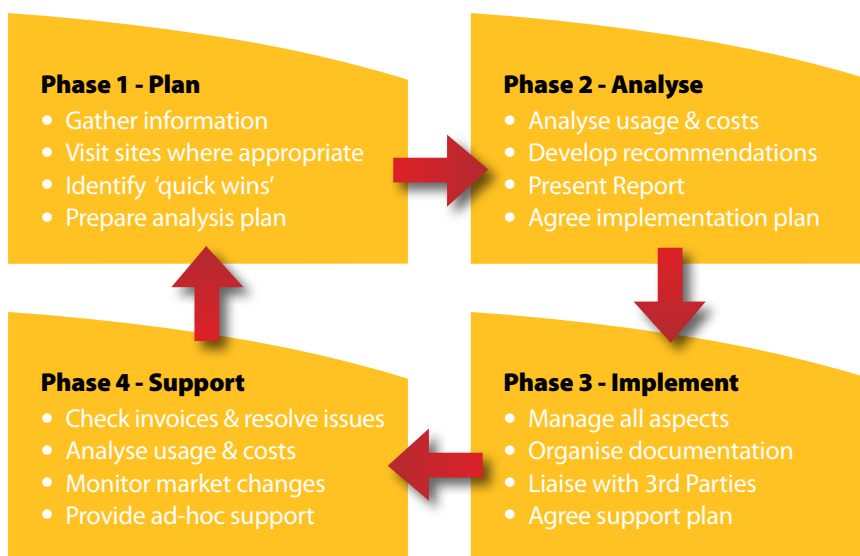 Phase 1 - Plan
• Gather information
• Visit sites where appropriate
• Identify ‘quick wins’
• Prepare analysis plan
Phase 2 - Analyse
• Analyse usage & costs
• Develop recommendations
• Present Report
• Agree implementation plan
Phase 3 - Implement
• Manage all aspects
• Organise documentation
• Liaise with 3rd Parties
• Agree support plan
Phase 4 - Support
• Check invoices & resolve issues
• Analyse usage & costs
• Monitor market changes
• Provide ad-hoc support